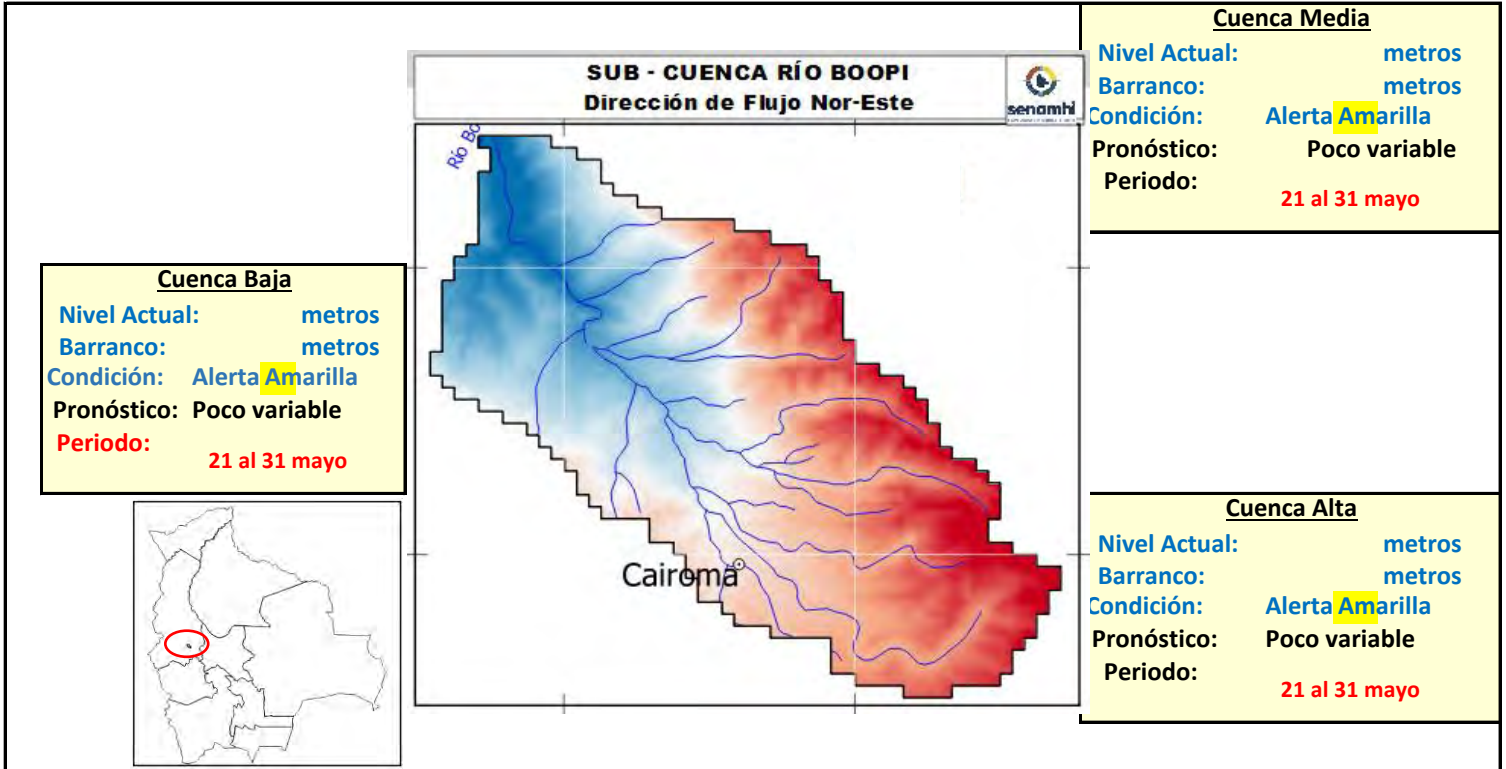 SUB - CUENCA RÍO BOOPI
Dirección de Flujo Nor-Este
senamhi
Río Bo
Cairoma
Cuenca Media
Nivel Actual: metros
Barranco: metros
Condición: Alerta Amarilla
Pronóstico: Poco variable
Periodo:
21 al 31 mayo
Cuenca Baja
Nivel Actual: metros
Barranco: metros
Condición: Alerta Amarilla
Pronóstico: Poco variable
Periodo:
21 al 31 mayo
Cuenca Alta
Nivel Actual: metros
Barranco: metros
Condición: Alerta Amarilla
Pronóstico: Poco variable
Periodo:
21 al 31 mayo